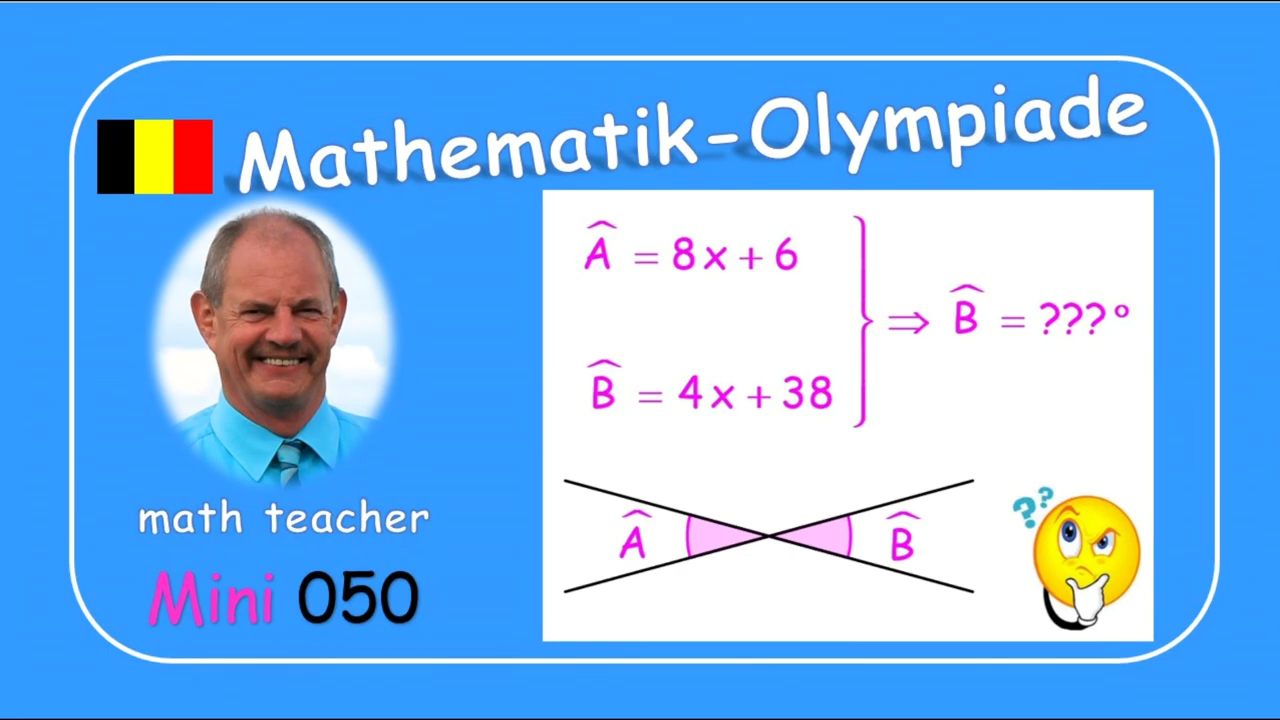 Mathematik-Olympiade
Â = 8x + 6
B̂ = 4x + 38
⇒ B̂ = ???°
Â
B̂
??
math teacher
Mini 050